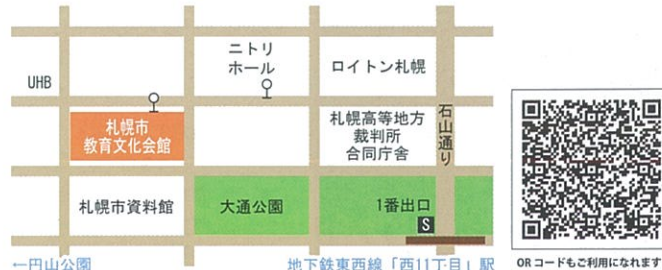 ニトリ
ホール
ロイトン札幌
UHB
札幌市
教育文化会館
札幌高等地方
裁判所
合同庁舎
石山通り
札幌市資料館
大通公園
1番出口
S
←円山公園
地下鉄東西線「西11丁目」駅
QRコードもご利用になれます